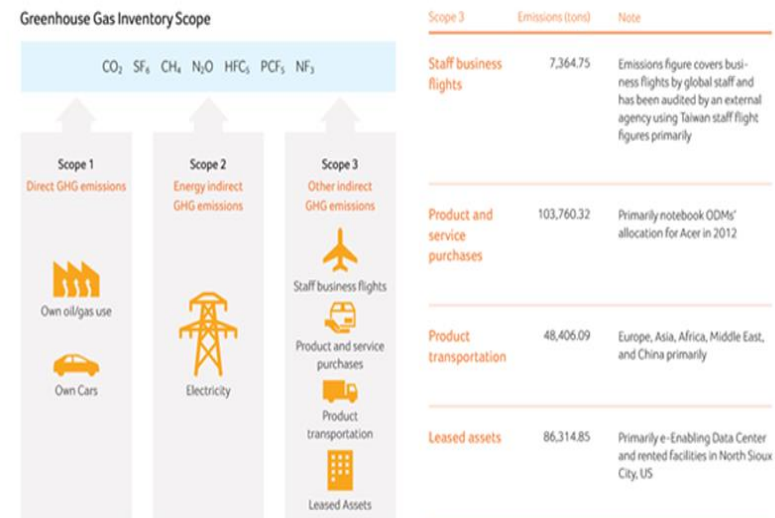 Greenhouse Gas Inventory Scope
CO₂ SF₆ CH₄ N₂O HFCₛ PCFₛ NF₃
Scope 1
Direct GHG emissions
Own oil/gas use
Own Cars
Scope 2
Energy indirect
GHG emissions
Electricity
Scope 3
Other indirect
GHG emissions
Staff business flights
Product and service
purchases
Product
transportation
Leased Assets
Scope 3 Emissions (tons) Note
Staff business
flights
7,364.75
Emissions figure covers busi-
ness flights by global staff and
has been audited by an external
agency using Taiwan staff flight
figures primarily
Product and
service
purchases
103,760.32
Primarily notebook ODMs'
allocation for Acer in 2012
Product
transportation
48,406.09
Europe, Asia, Africa, Middle East,
and China primarily
Leased assets
86,314.85
Primarily e-Enabling Data Center
and rented facilities in North Sioux
City, US